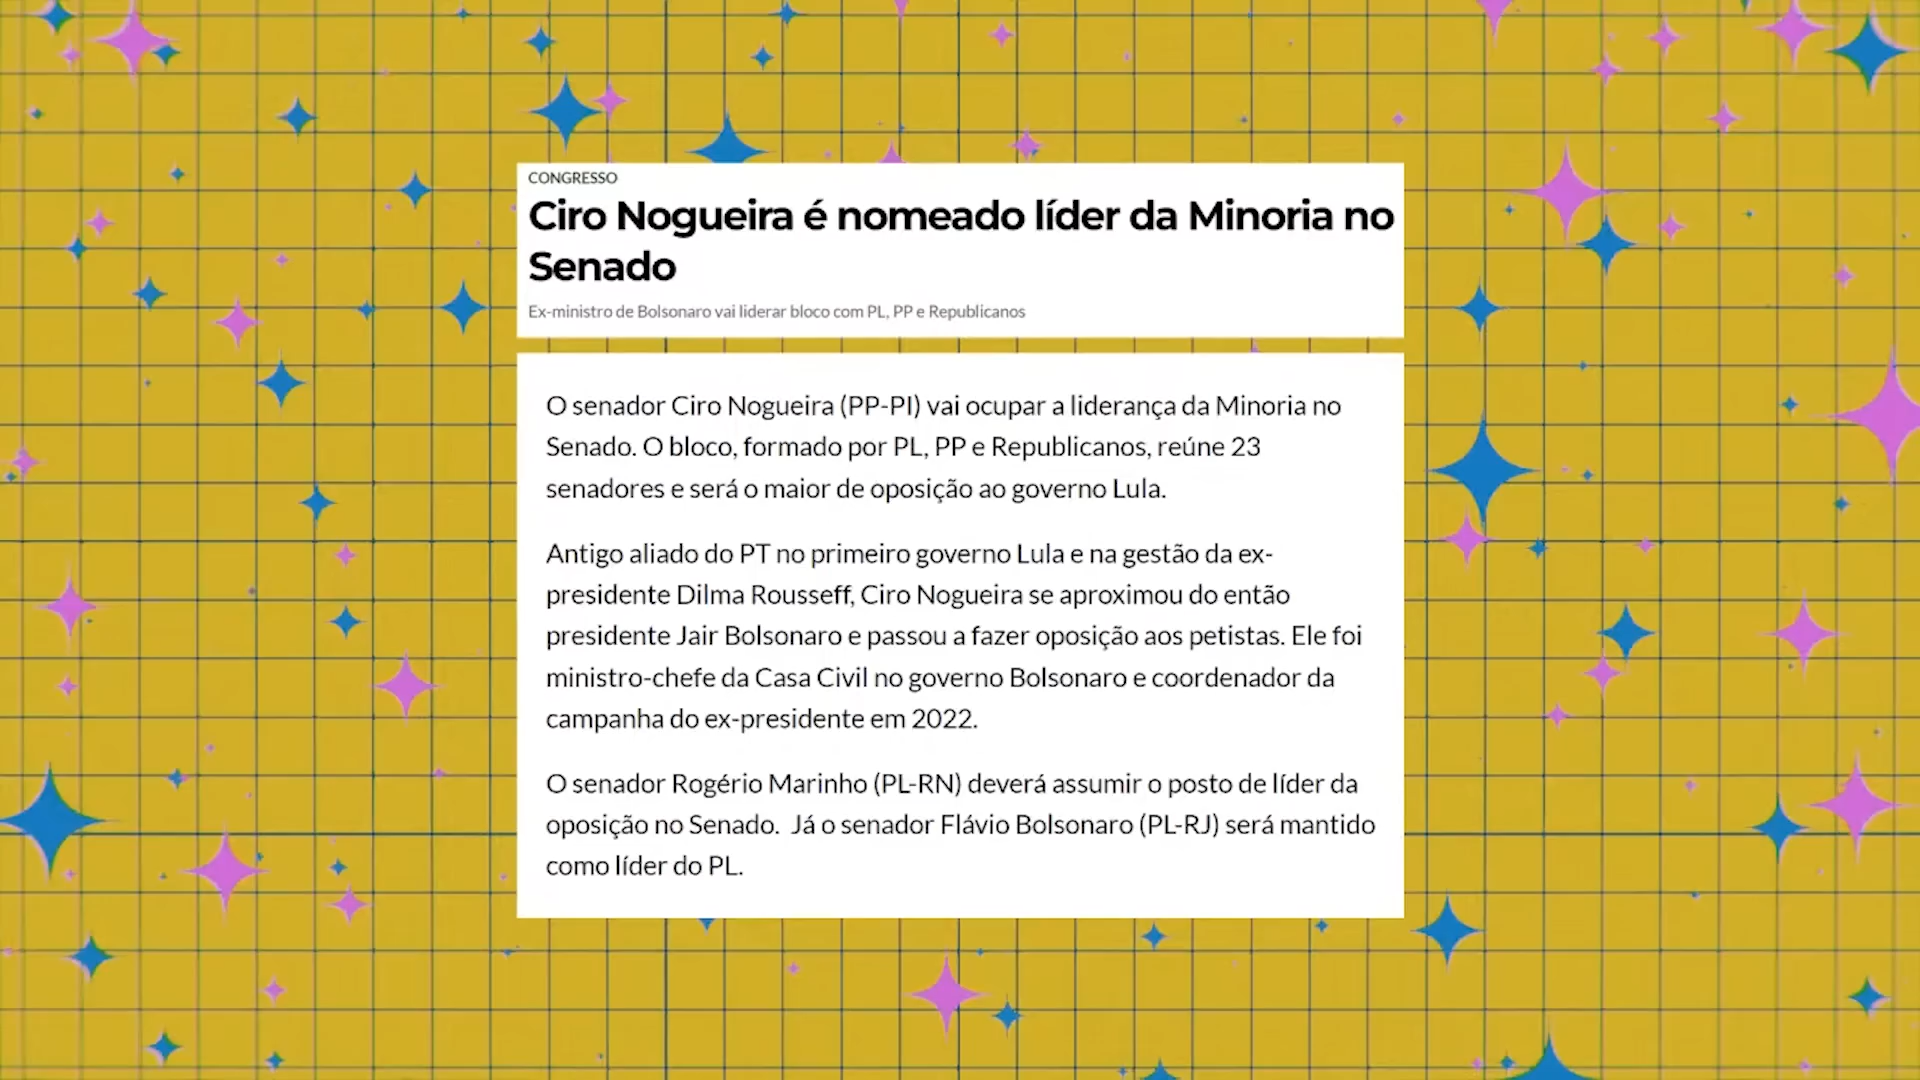 CONGRESSO
Ciro Nogueira é nomeado líder da Minoria no
Senado
Ex-ministro de Bolsonaro vai liderar bloco com PL, PP e Republicanos
O senador Ciro Nogueira (PP-PI) vai ocupar a liderança da Minoria no
Senado. O bloco, formado por PL, PP e Republicanos, reúne 23
senadores e será o maior de oposição ao governo Lula.
Antigo aliado do PT no primeiro governo Lula e na gestão da ex-
presidente Dilma Rousseff, Ciro Nogueira se aproximou do então
presidente Jair Bolsonaro e passou a fazer oposição aos petistas. Ele foi
ministro-chefe da Casa Civil no governo Bolsonaro e coordenador da
campanha do ex-presidente em 2022.
O senador Rogério Marinho (PL-RN) deverá assumir o posto de líder da
oposição no Senado. Já o senador Flávio Bolsonaro (PL-RJ) será mantido
como líder do PL.